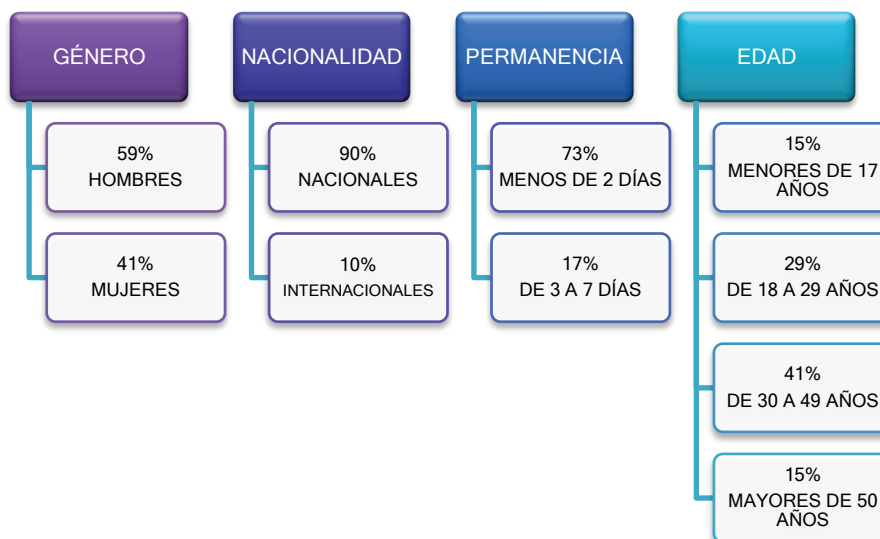 GÉNERO
59%
HOMBRES
41%
MUJERES
NACIONALIDAD
90%
NACIONALES
10%
INTERNACIONALES
PERMANENCIA
73%
MENOS DE 2 DÍAS
17%
DE 3 A 7 DÍAS
EDAD
15%
MENORES DE 17
AÑOS
29%
DE 18 A 29 AÑOS
41%
DE 30 A 49 AÑOS
15%
MAYORES DE 50
AÑOS